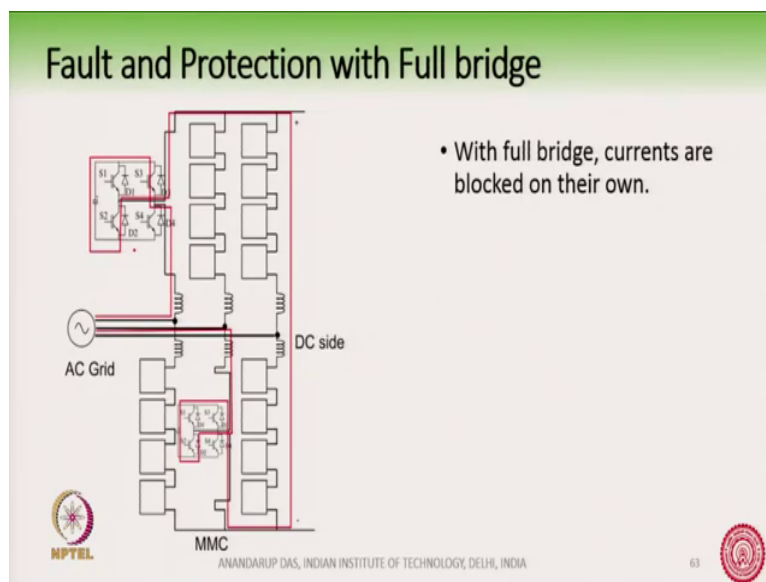 Fault and Protection with Full bridge
• With full bridge, currents are
blocked on their own.
S1
S3
D1
S2
S4
D2
D4
AC Grid
DC side
MMC
NPTEL
ANANDARUP DAS, INDIAN INSTITUTE OF TECHNOLOGY, DELHI, INDIA
63